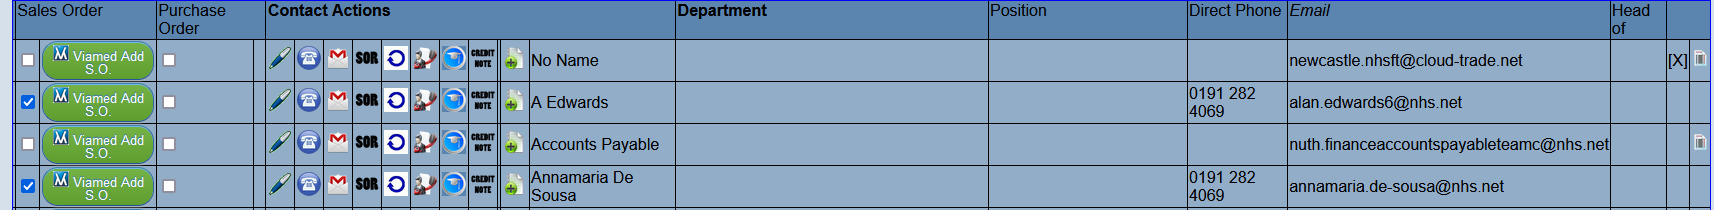 Sales Order Purchase Order Contact Actions Department Position Direct Phone Email Head of
Viamed Add S.O. SOR CREDIT NOTE No Name newcastle.nhsft@cloud-trade.net [X]
Viamed Add S.O. SOR CREDIT NOTE A Edwards 0191 282 4069 alan.edwards6@nhs.net
Viamed Add S.O. SOR CREDIT NOTE Accounts Payable nuth.financeaccountspayableteamc@nhs.net
Viamed Add S.O. SOR CREDIT NOTE Annamaria De Sousa 0191 282 4069 annamaria.de-sousa@nhs.net